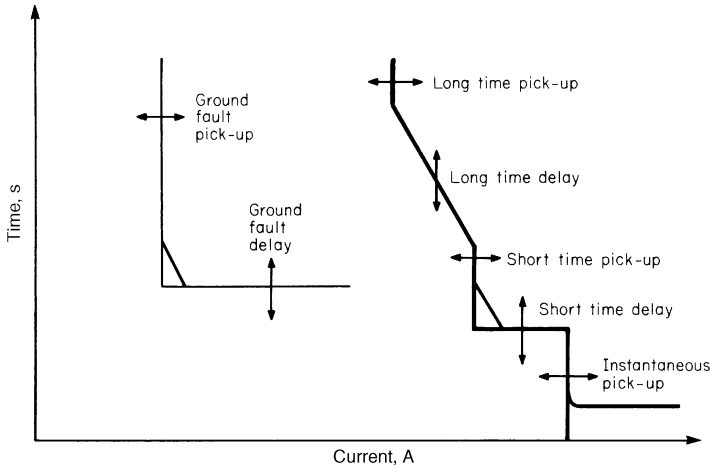 Ground
fault
pick-up
Long time pick-up
Long time delay
Ground
fault
delay
Short time pick-up
Short time delay
Instantaneous
pick-up
Time, s
Current, A